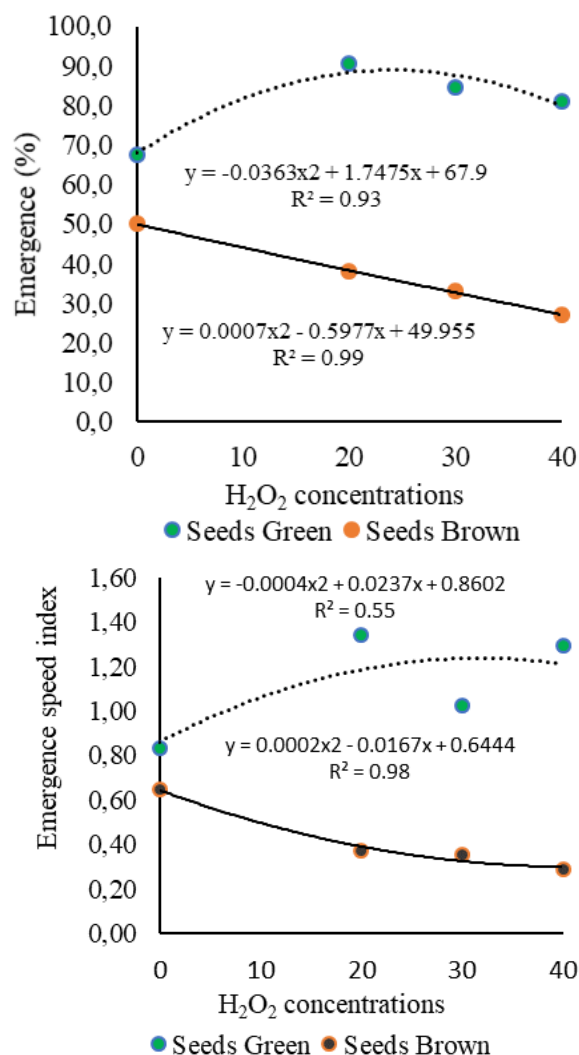 100,0
90,0
80,0
70,0
60,0
50,0
40,0
30,0
20,0
10,0
0,0
Emergence (%)
y = -0.0363x2 + 1.7475x + 67.9
R² = 0.93
y = 0.0007x2 - 0.5977x + 49.955
R² = 0.99
0 10 20 30 40
H₂O₂ concentrations
Seeds Green Seeds Brown
1,60
1,40
1,20
1,00
0,80
0,60
0,40
0,20
0,00
Emergence speed index
y = -0.0004x2 + 0.0237x + 0.8602
R² = 0.55
y = 0.0002x2 - 0.0167x + 0.6444
R² = 0.98
0 10 20 30 40
H₂O₂ concentrations
Seeds Green Seeds Brown